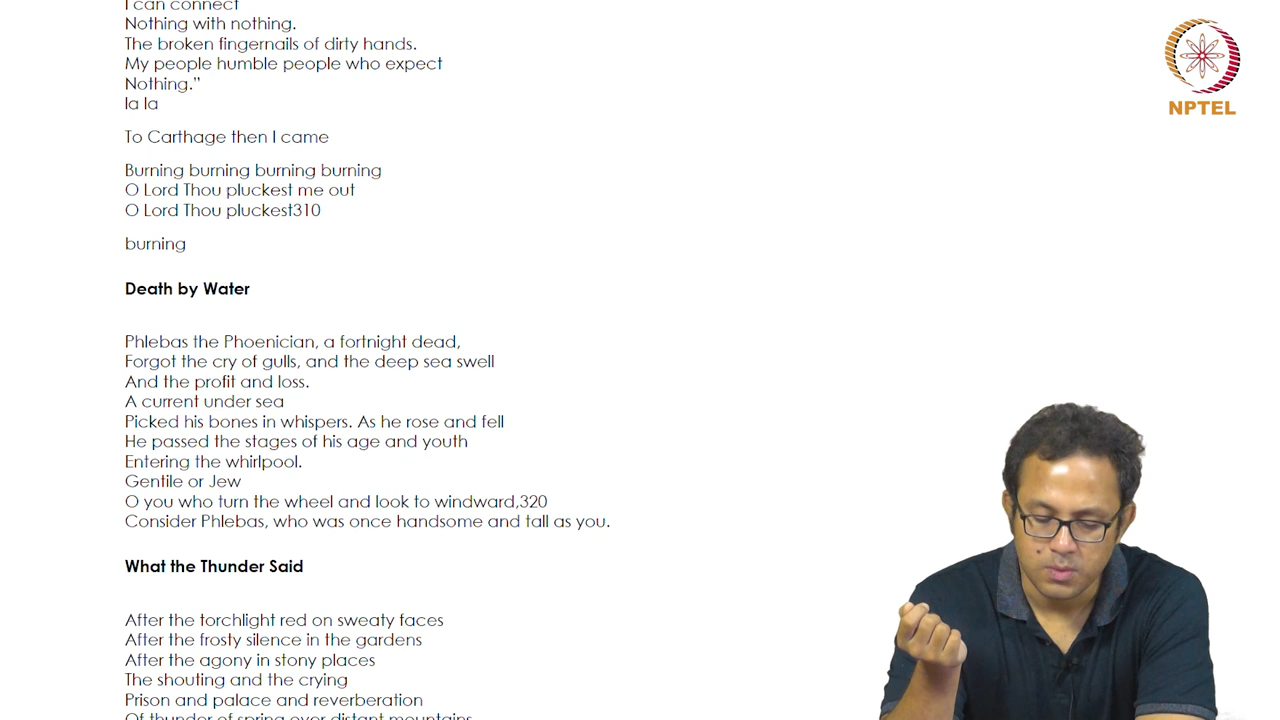 I can connect
Nothing with nothing.
The broken fingernails of dirty hands.
My people humble people who expect
Nothing.”
la la
To Carthage then I came
Burning burning burning burning
O Lord Thou pluckest me out
O Lord Thou pluckest310
burning
Death by Water
Phlebas the Phoenician, a fortnight dead,
Forgot the cry of gulls, and the deep sea swell
And the profit and loss.
A current under sea
Picked his bones in whispers. As he rose and fell
He passed the stages of his age and youth
Entering the whirlpool.
Gentile or Jew
O you who turn the wheel and look to windward,320
Consider Phlebas, who was once handsome and tall as you.
What the Thunder Said
After the torchlight red on sweaty faces
After the frosty silence in the gardens
After the agony in stony places
The shouting and the crying
Prison and palace and reverberation
Of thunder of spring over distant mountains
NPTEL